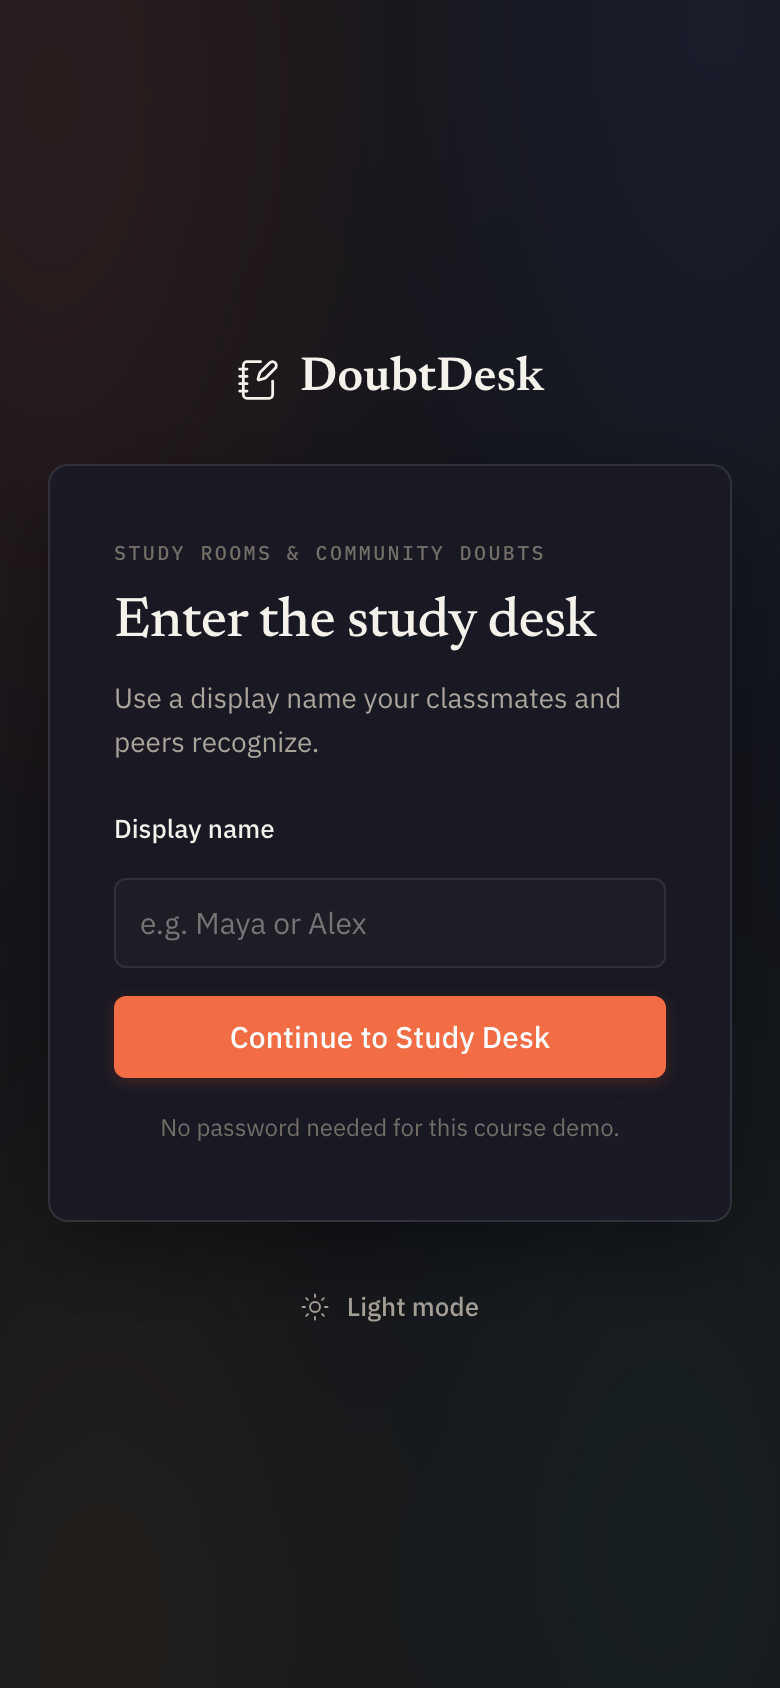 DoubtDesk
STUDY ROOMS & COMMUNITY DOUBTS
Enter the study desk
Use a display name your classmates and
peers recognize.
Display name
e.g. Maya or Alex
Continue to Study Desk
No password needed for this course demo.
Light mode